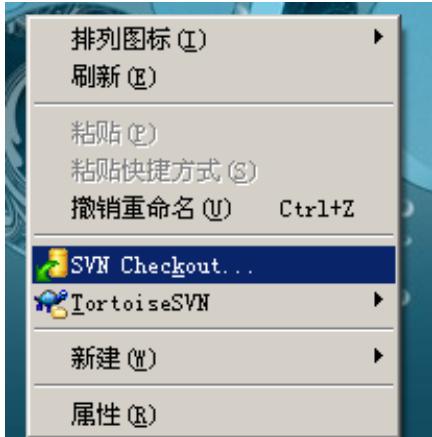 排列图标(I)
刷新(E)
粘贴(P)
粘贴快捷方式(S)
撤销重命名(U) Ctrl+Z
SVN Checkout...
TortoiseSVN
新建(W)
属性(R)